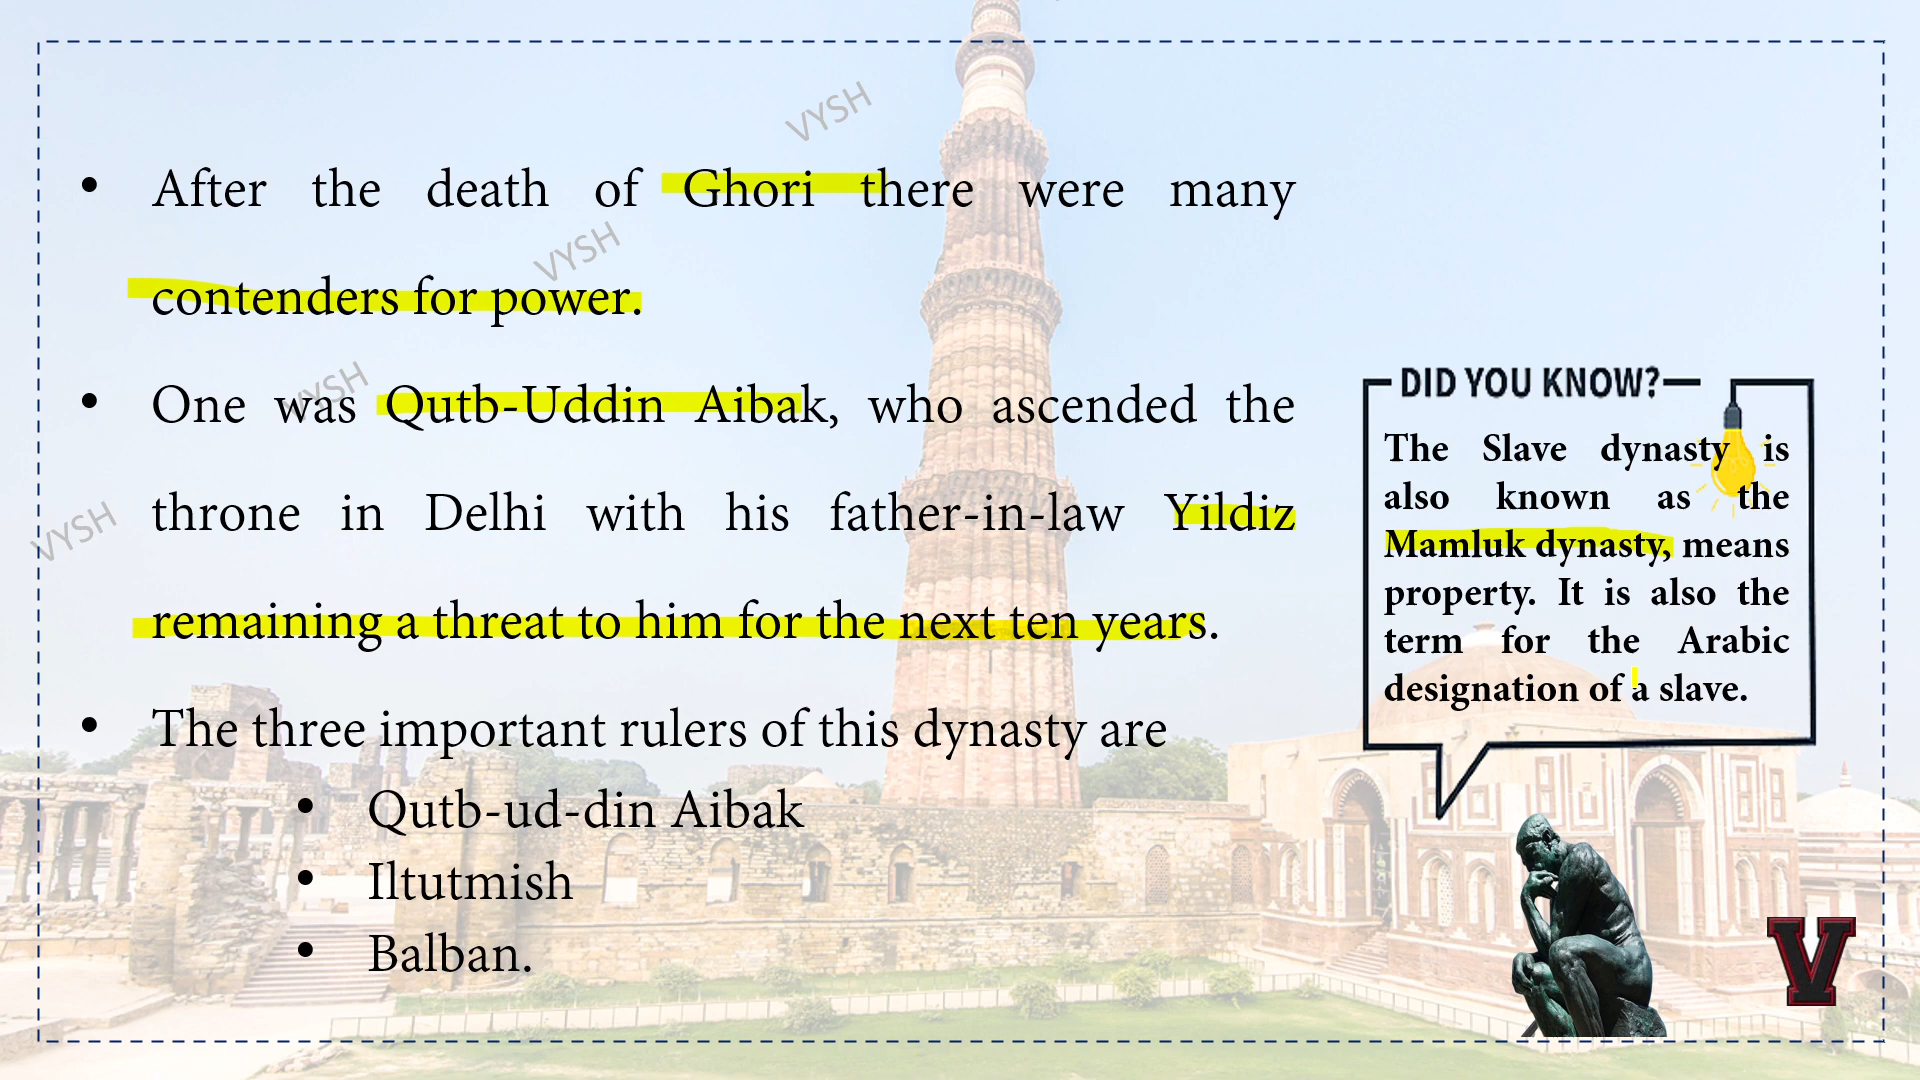 VYSH
• After the death of Ghori there were many
VYSH
contenders for power.
VYSH
• One was Qutb-Uddin Aibak, who ascended the
VYSH
throne in Delhi with his father-in-law Yildiz
remaining a threat to him for the next ten years.
• The three important rulers of this dynasty are
• Qutb-ud-din Aibak
• Iltutmish
• Balban.
DID YOU KNOW?
The Slave dynasty is
also known as the
Mamluk dynasty, means
property. It is also the
term for the Arabic
designation of a slave.
V